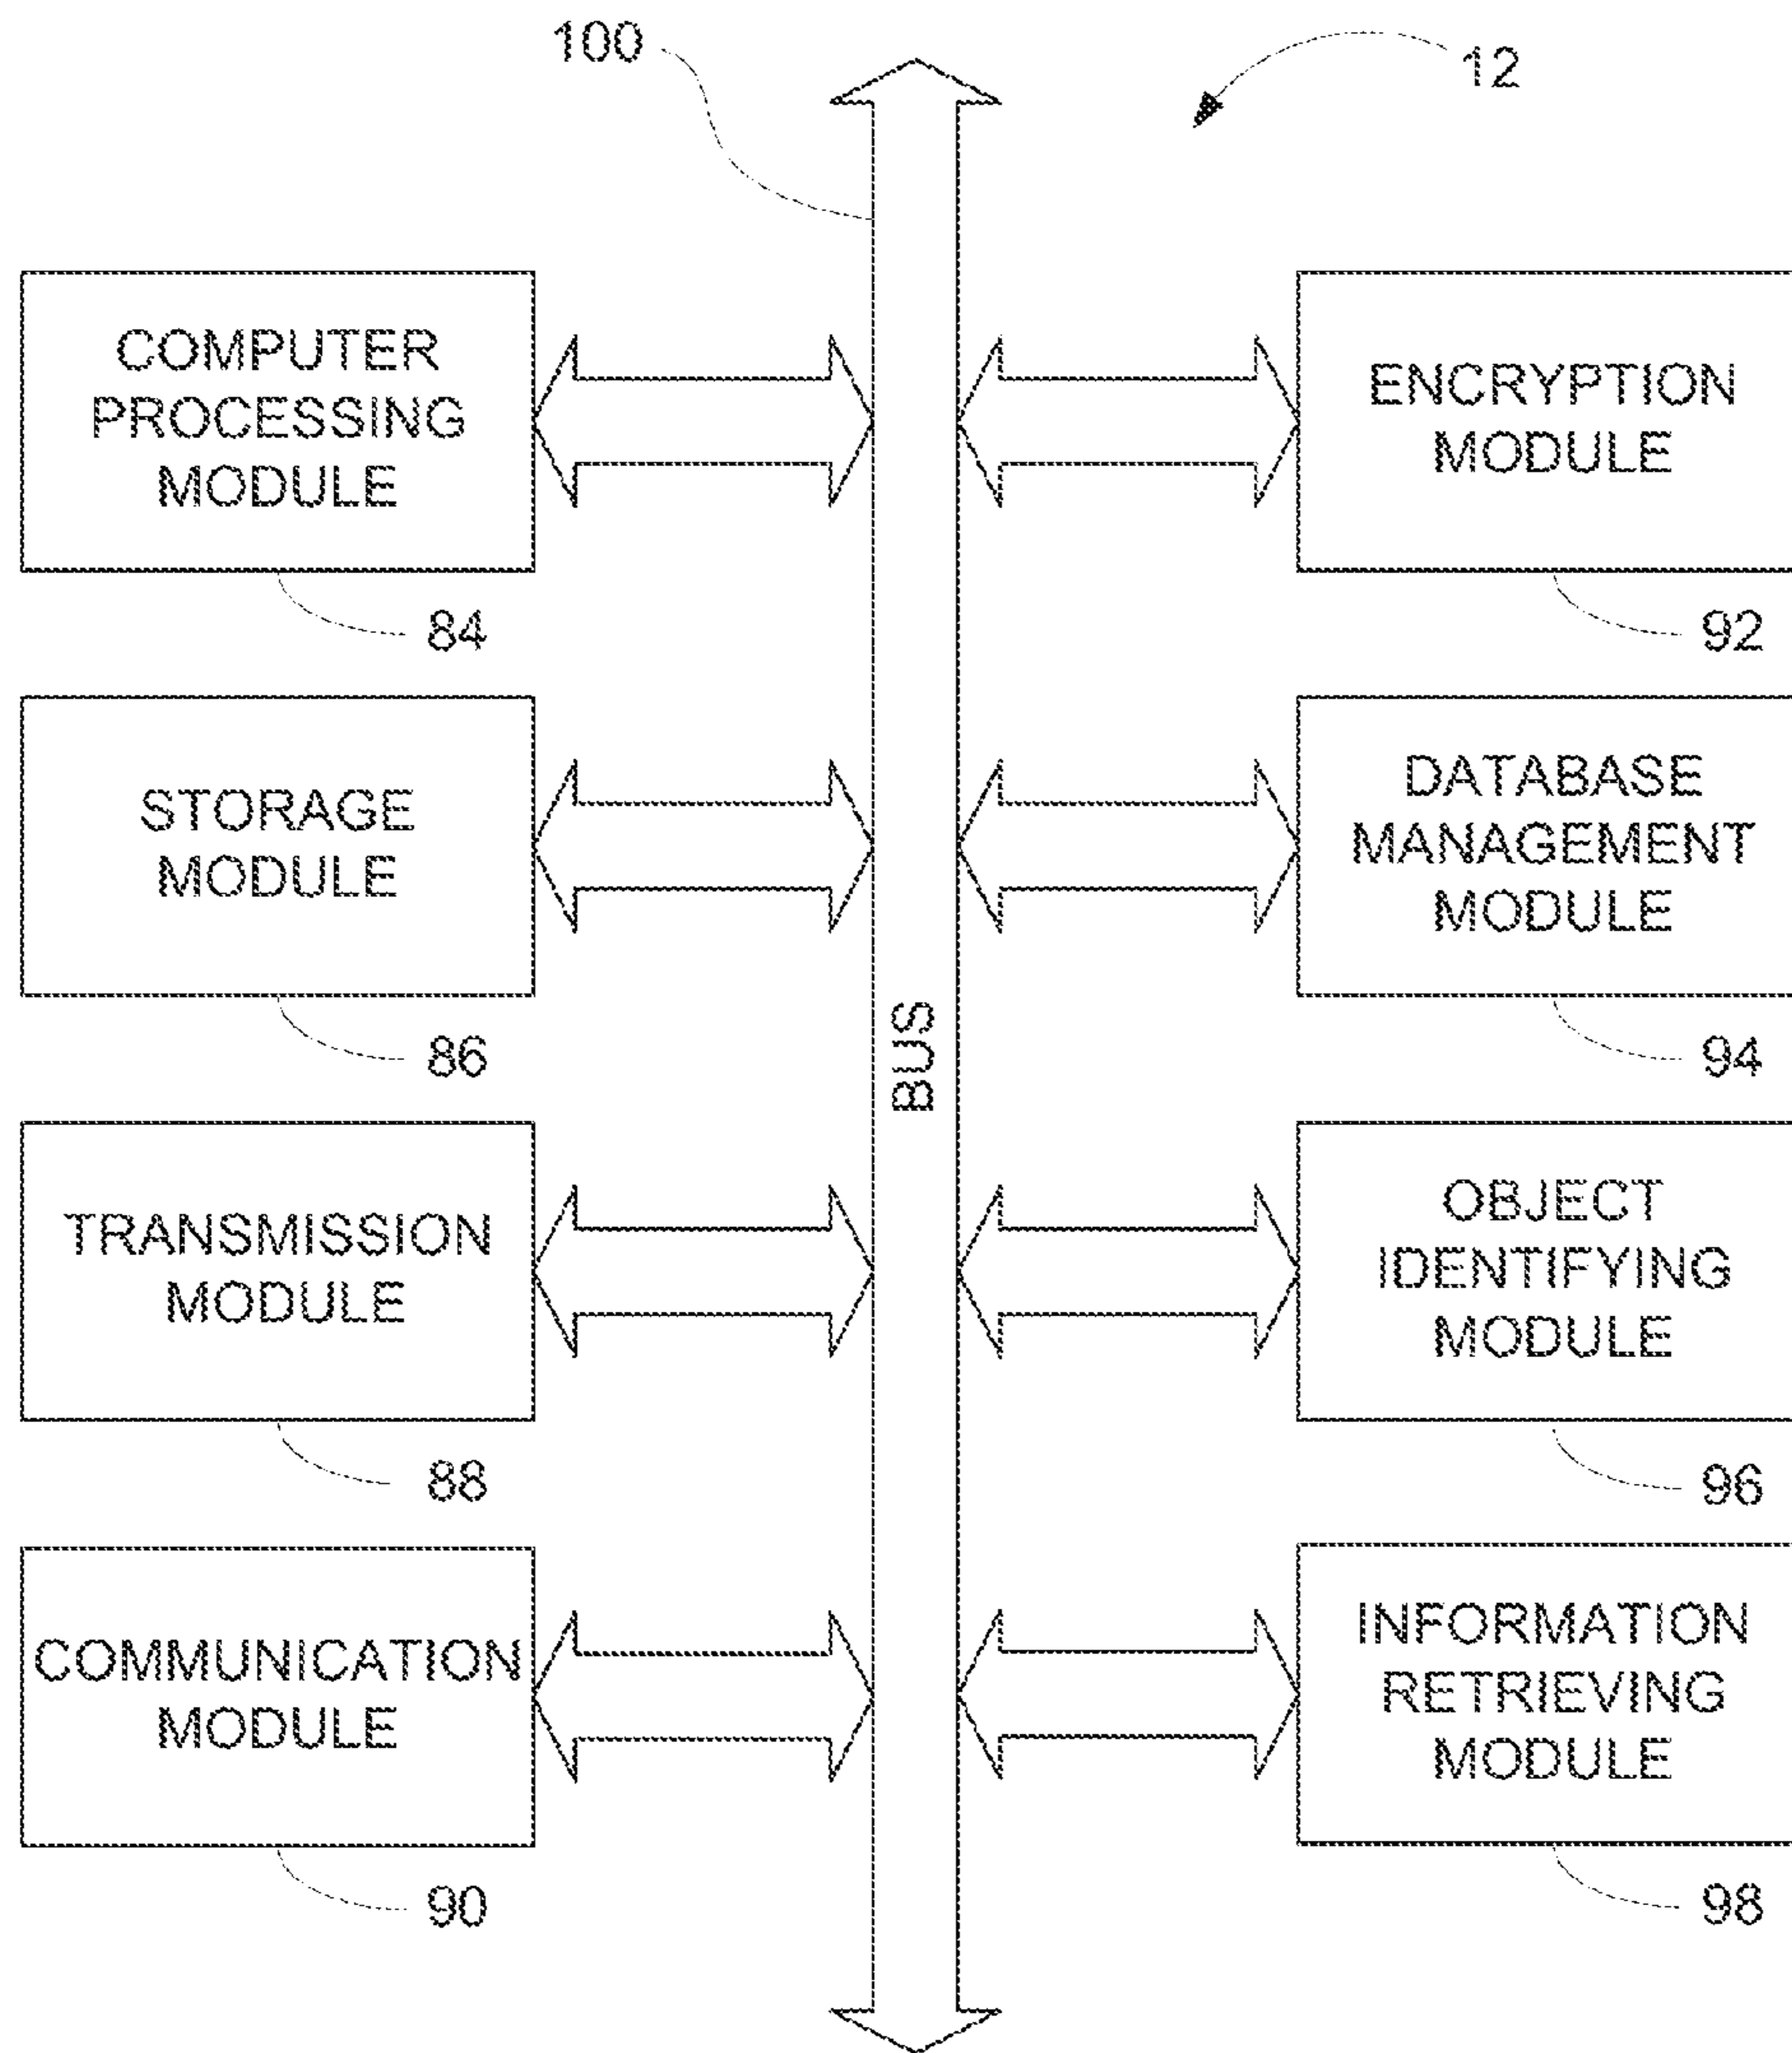 100
12
COMPUTER
PROCESSING
MODULE
84
ENCRYPTION
MODULE
92
STORAGE
MODULE
86
DATABASE
MANAGEMENT
MODULE
94
BUS
TRANSMISSION
MODULE
88
OBJECT
IDENTIFYING
MODULE
96
COMMUNICATION
MODULE
90
INFORMATION
RETRIEVING
MODULE
98